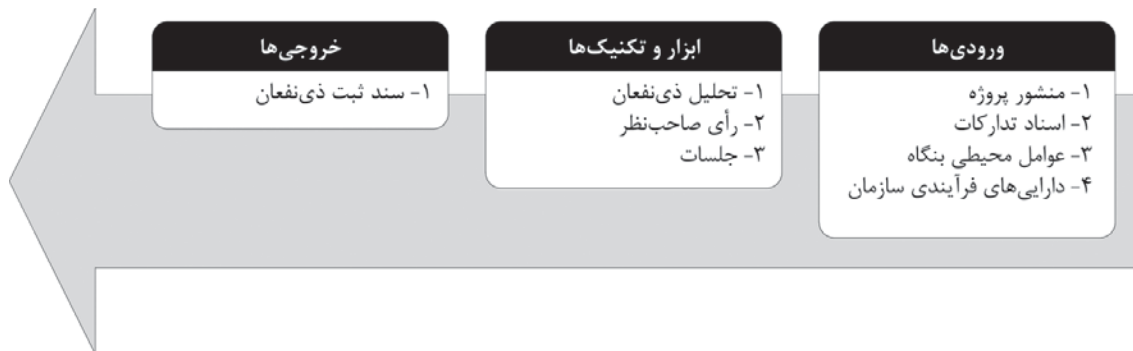 ورودی‌ها
۱- منشور پروژه
۲- اسناد تدارکات
۳- عوامل محیطی بنگاه
۴- دارایی‌های فرآیندی سازمان
ابزار و تکنیک‌ها
۱- تحلیل ذی‌نفعان
۲- رأی صاحب‌نظر
۳- جلسات
خروجی‌ها
۱- سند ثبت ذی‌نفعان